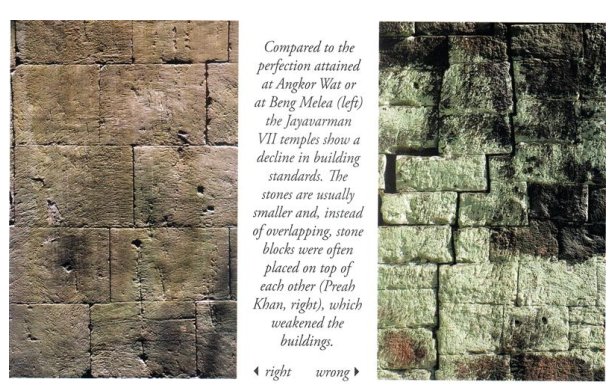 Compared to the
perfection attained
at Angkor Wat or
at Beng Melea (left)
the Jayavarman
VII temples show a
decline in building
standards. The
stones are usually
smaller and, instead
of overlapping, stone
blocks were often
placed on top of
each other (Preah
Khan, right), which
weakened the
buildings.
◀ right wrong ▶